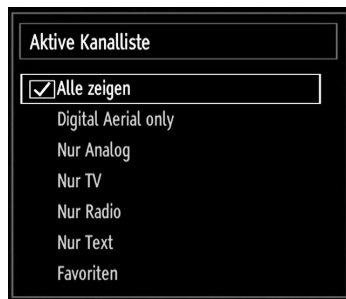 Aktive Kanalliste
Alle zeigen
Digital Aerial only
Nur Analog
Nur TV
Nur Radio
Nur Text
Favoriten